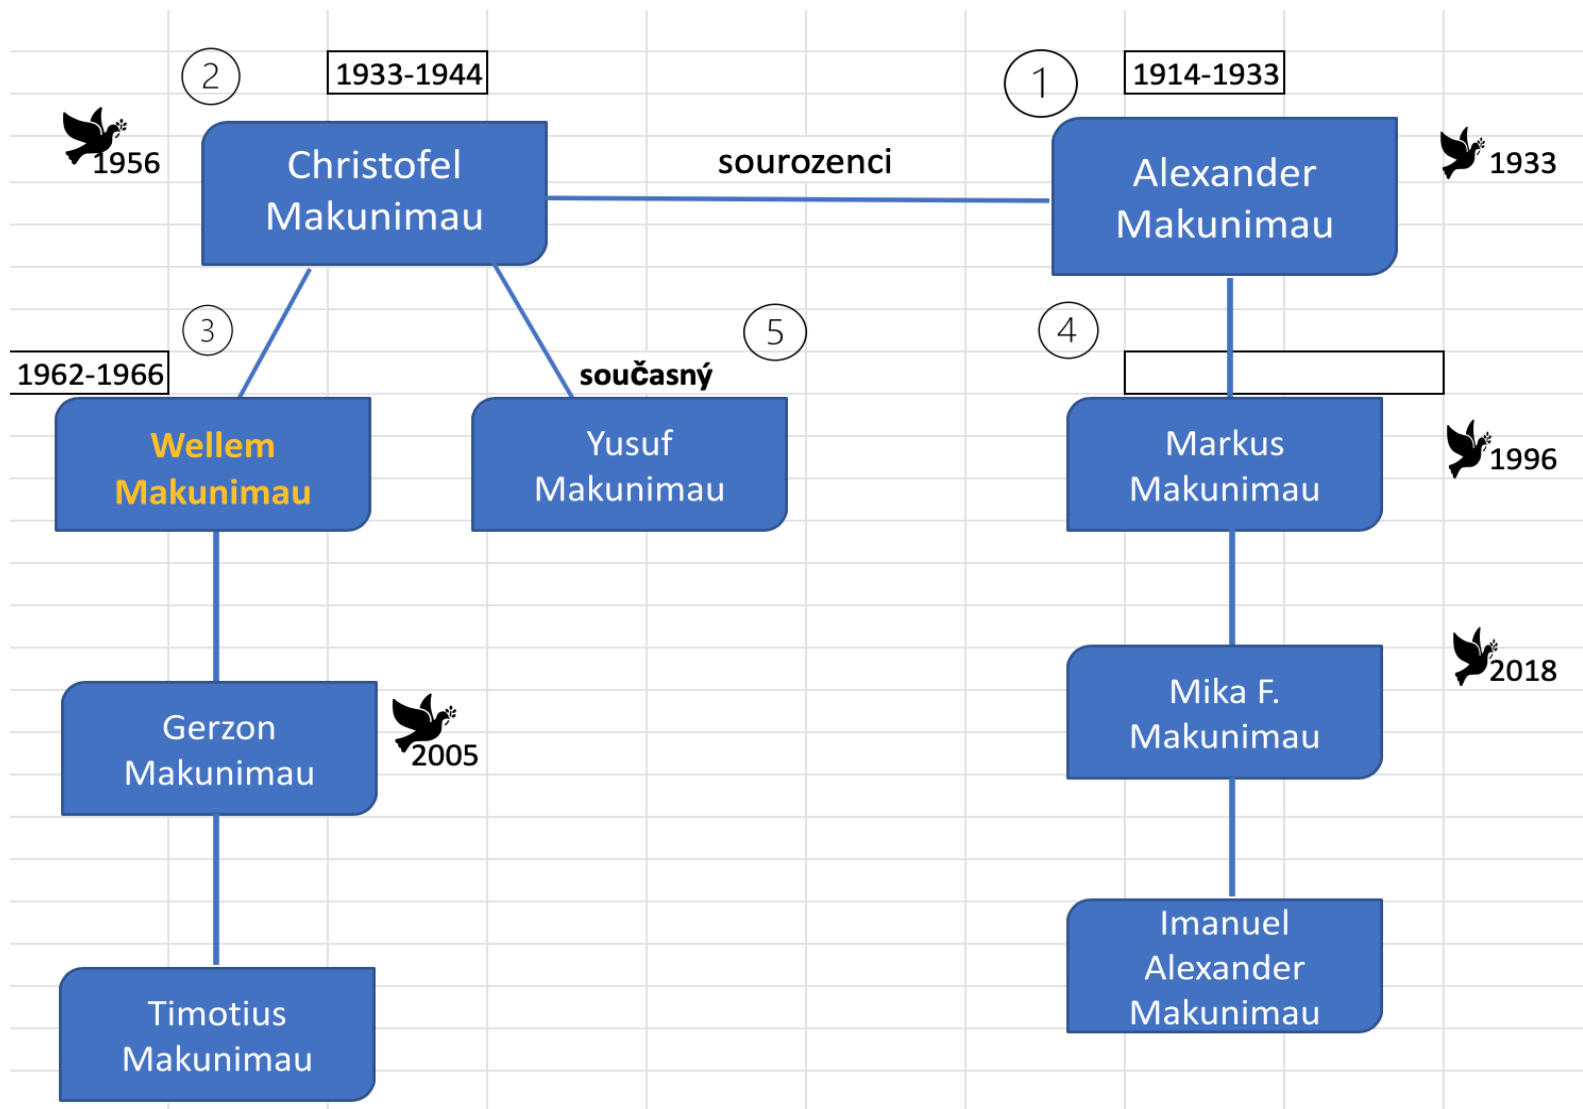 2
1933-1944
1
1914-1933
1956
Christofel
Makunimau
sourozenci
Alexander
Makunimau
1933
3
5
4
1962-1966
současný
Wellem
Makunimau
Yusuf
Makunimau
Markus
Makunimau
1996
Gerzon
Makunimau
2005
Mika F.
Makunimau
2018
Timotius
Makunimau
Imanuel
Alexander
Makunimau